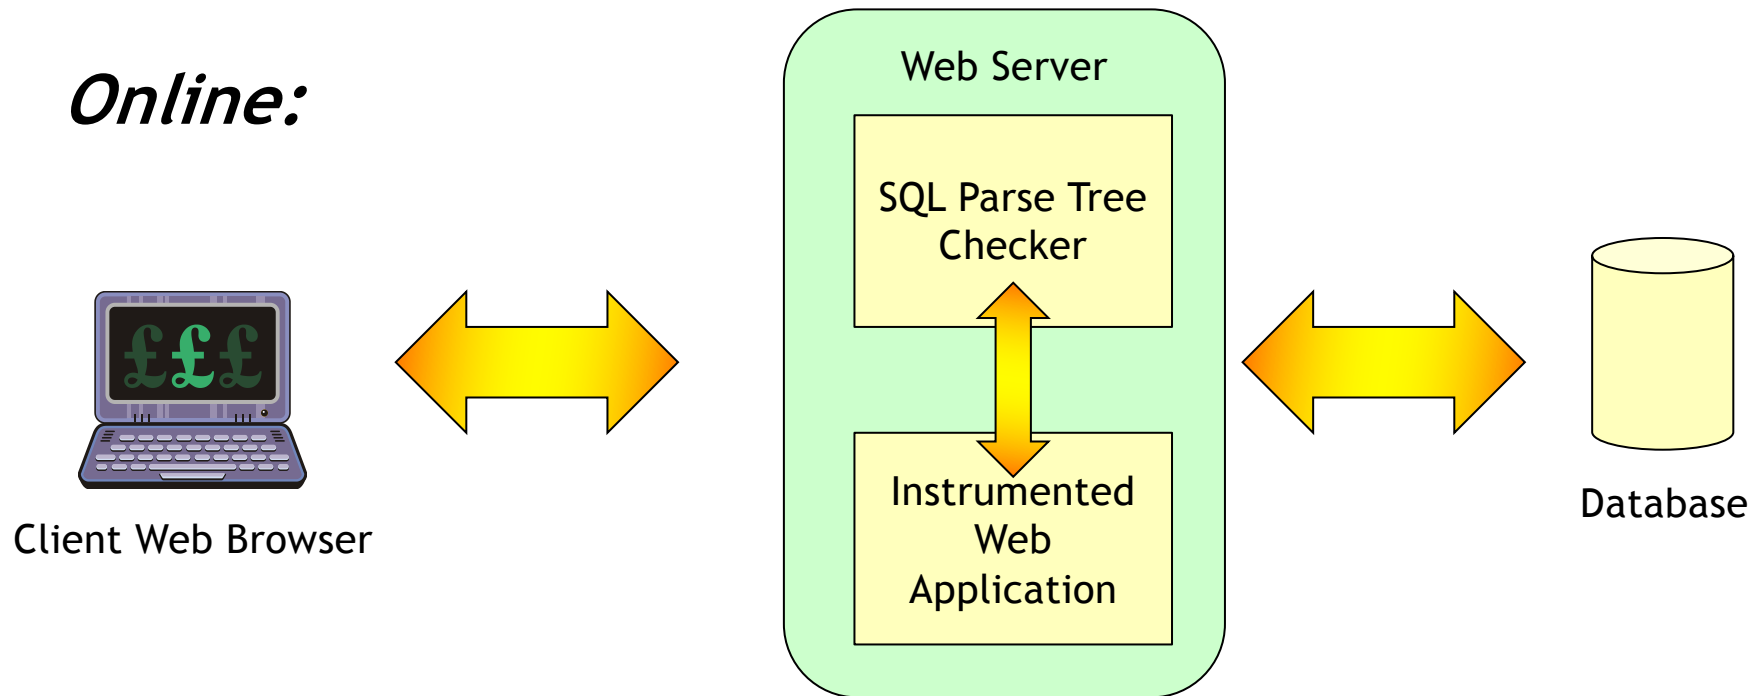 Online:
Web Server
SQL Parse Tree
Checker
£££
Client Web Browser
Instrumented
Web
Application
Database